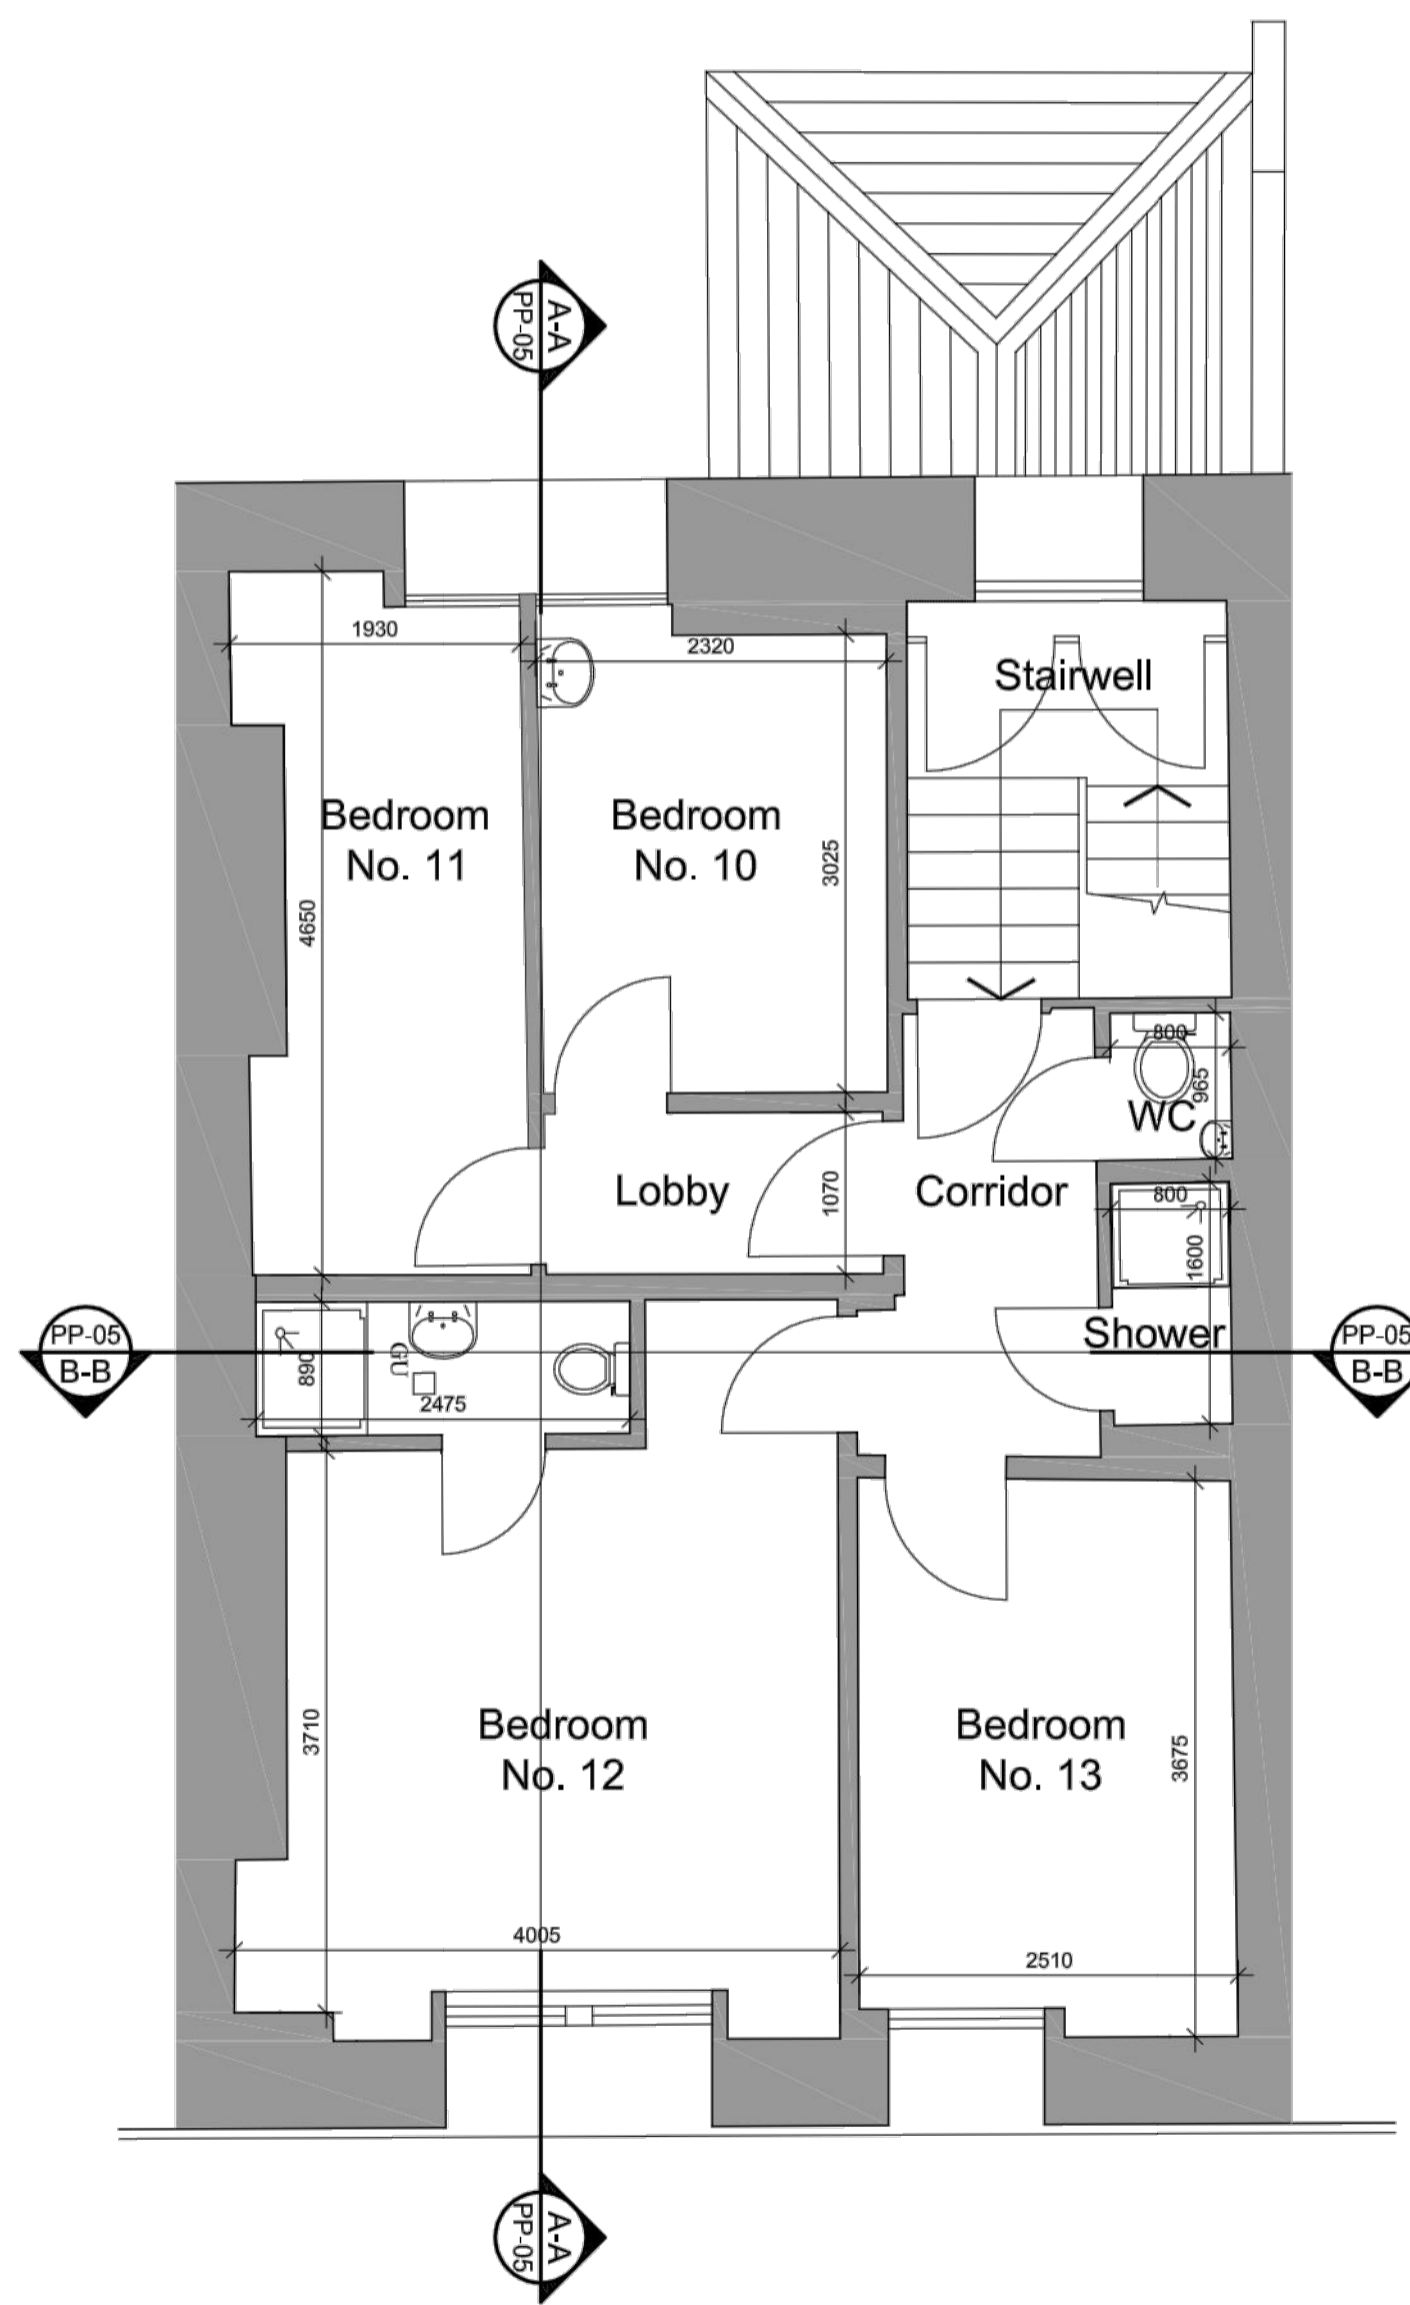 A-A
PP-05
1930
2320
Stairwell
Bedroom
No. 11
Bedroom
No. 10
3025
4650
800
965
WC
Lobby
1070
Corridor
800
1600
PP-05
B-B
890
GU
2475
Shower
PP-05
B-B
3710
Bedroom
No. 12
Bedroom
No. 13
3675
4005
2510
A-A
PP-05